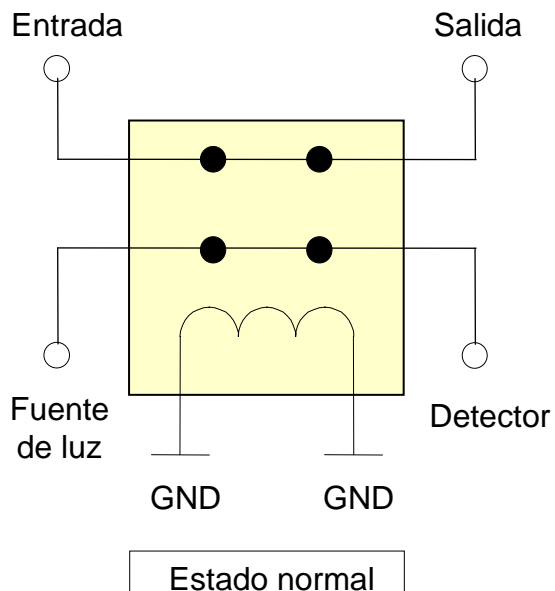 Entrada
Salida
Fuente
de luz
Detector
GND
GND
Estado normal